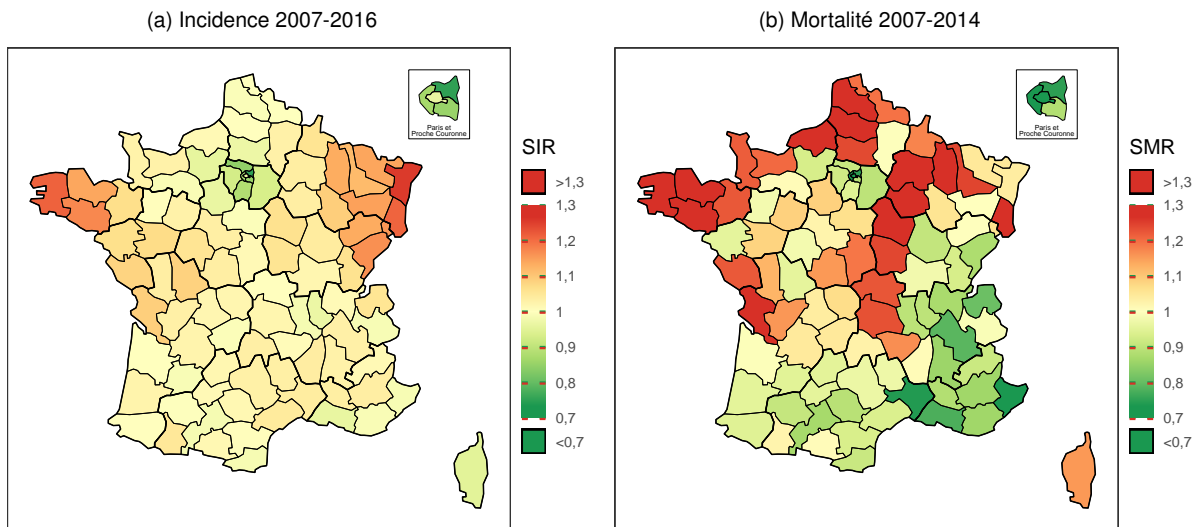 (a) Incidence 2007-2016
Paris et
Proche Couronne
SIR
>1,3
1,3
1,2
1,1
1
0,9
0,8
0,7
<0,7
(b) Mortalité 2007-2014
Paris et
Proche Couronne
SMR
>1,3
1,3
1,2
1,1
1
0,9
0,8
0,7
<0,7